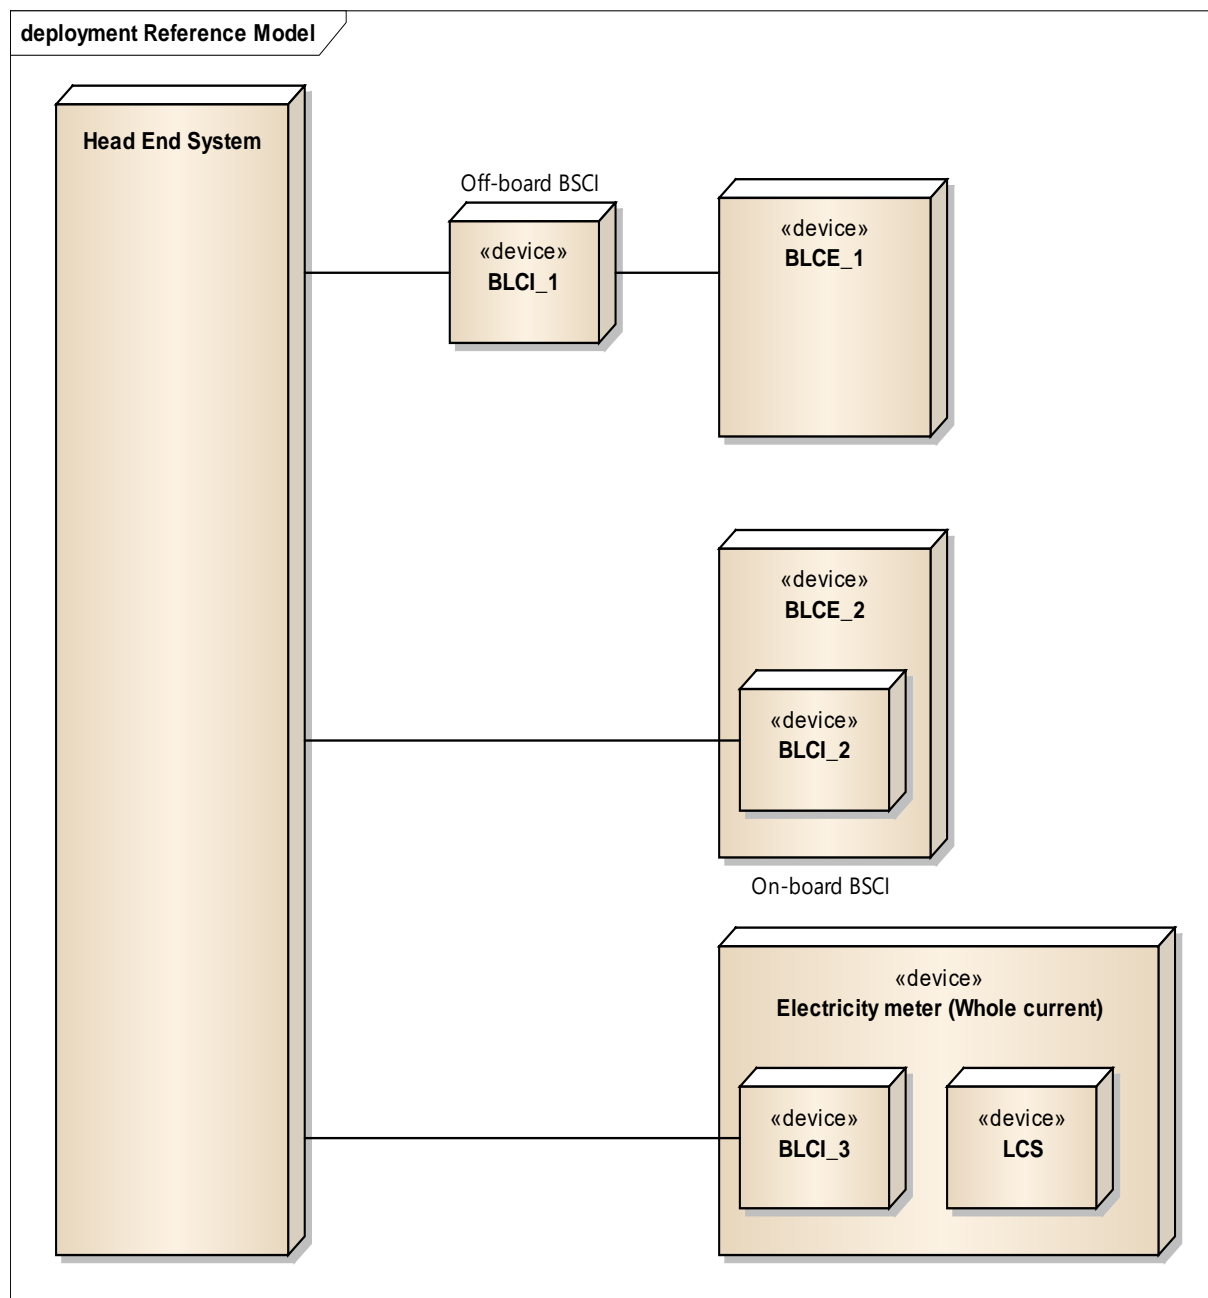 deployment Reference Model
Head End System
Off-board BSCI
«device»
BLCI_1
«device»
BLCE_1
«device»
BLCE_2
«device»
BLCI_2
On-board BSCI
«device»
Electricity meter (Whole current)
«device»
BLCI_3
«device»
LCS